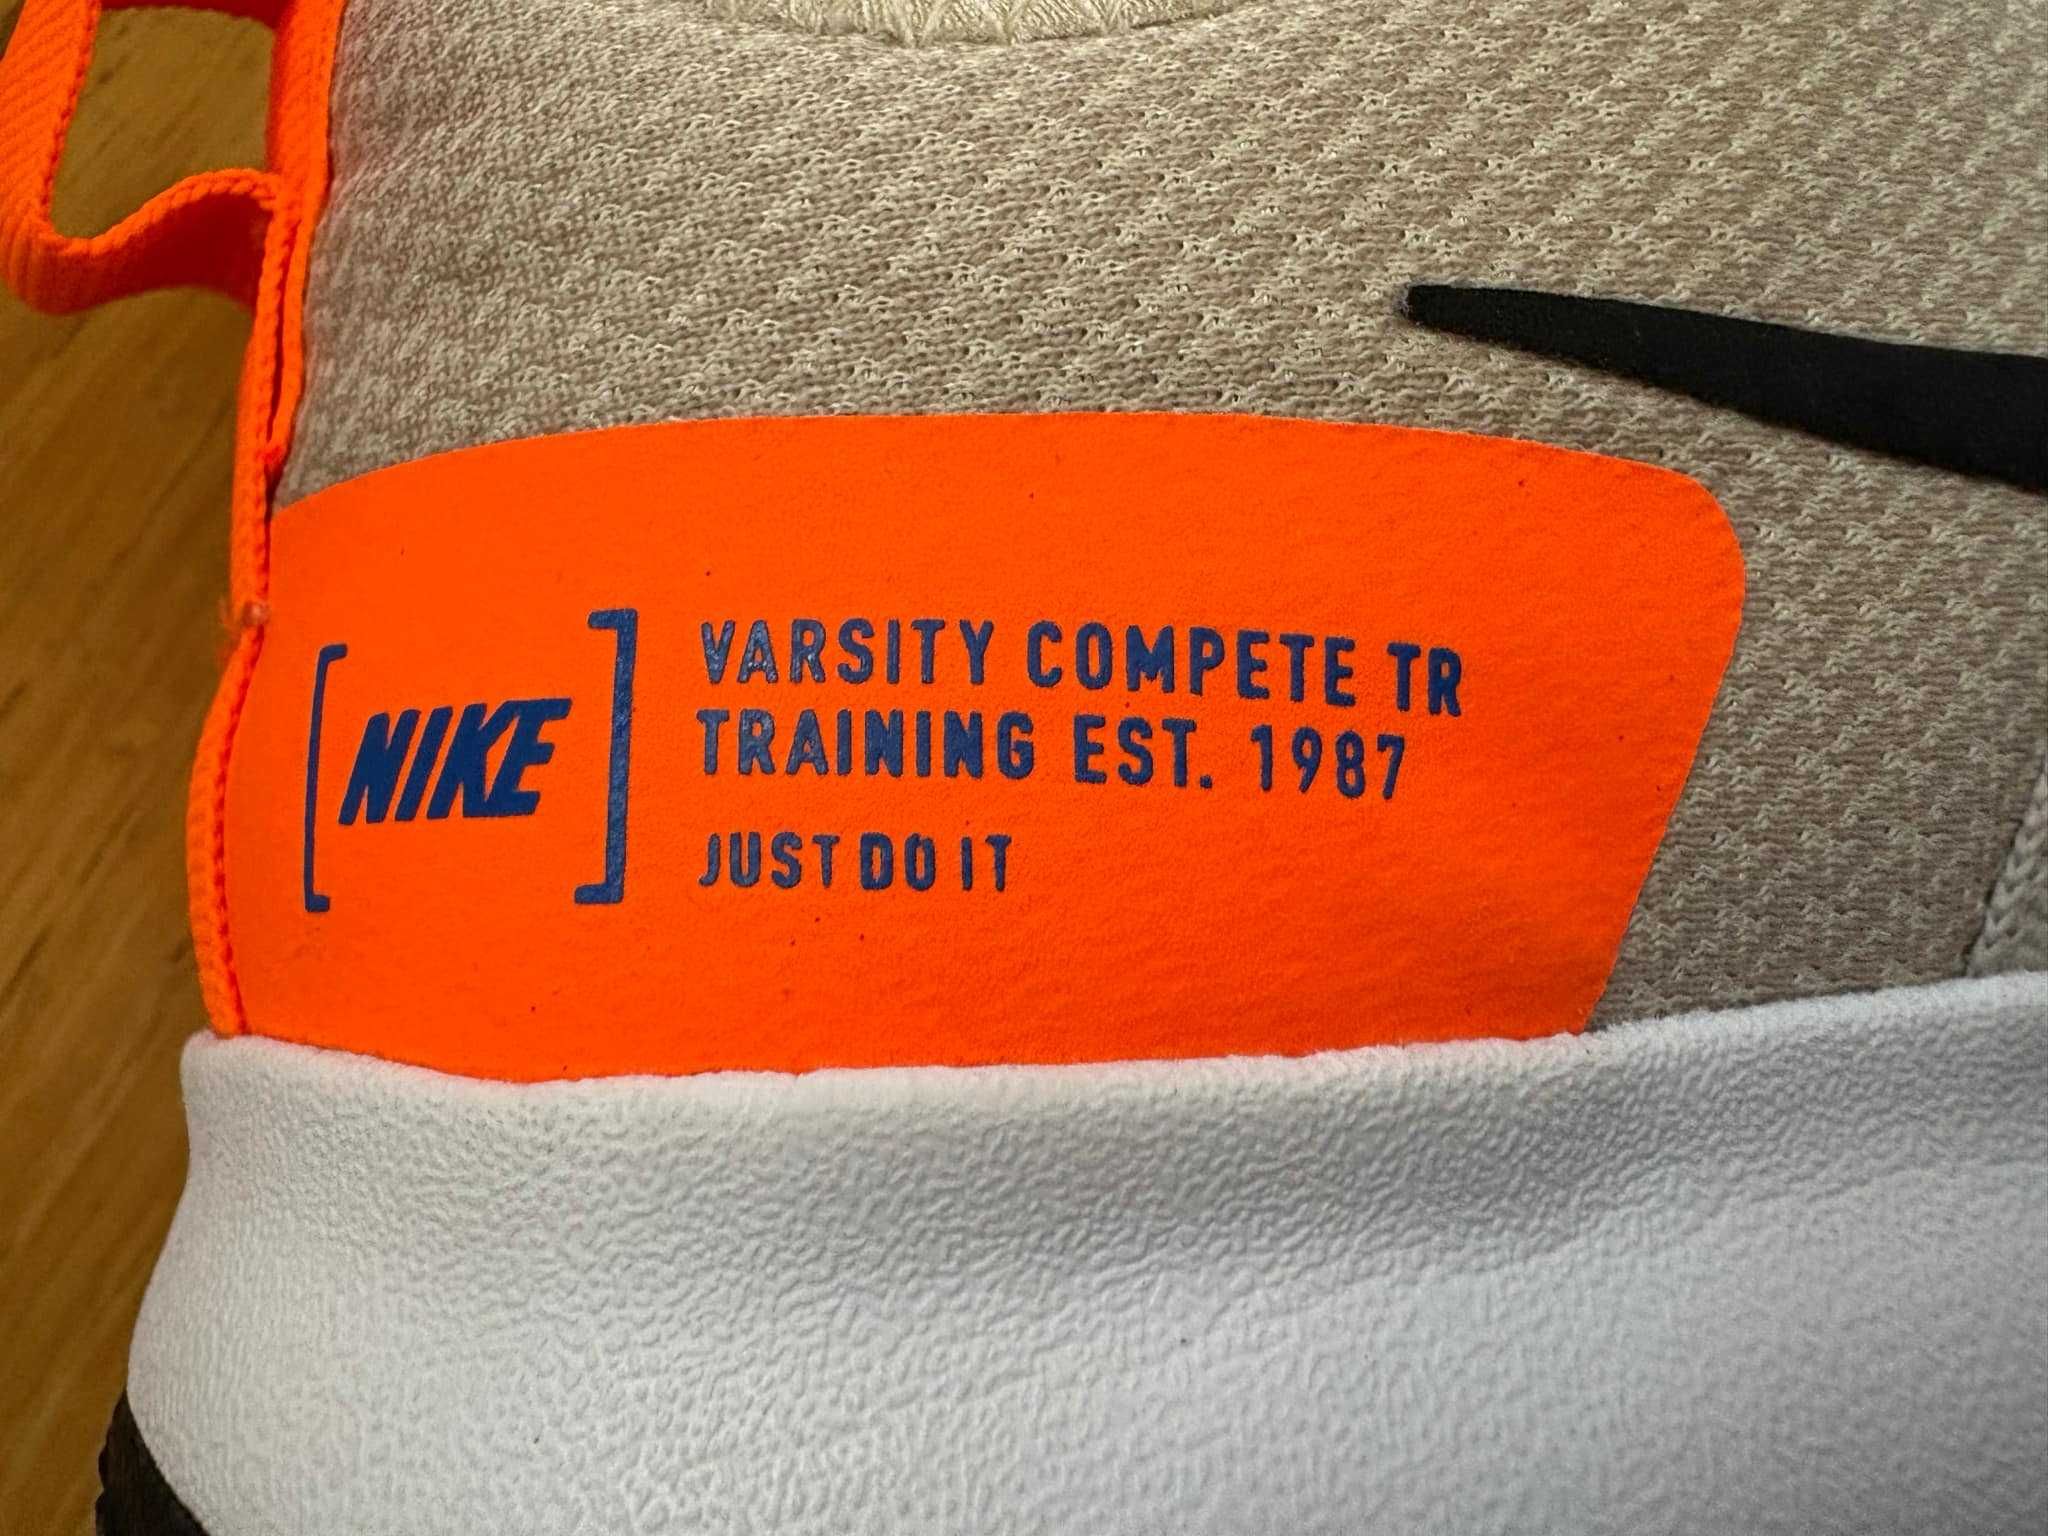 [NIKE]
VARSITY COMPETE TR
TRAINING EST. 1987
JUST DO IT